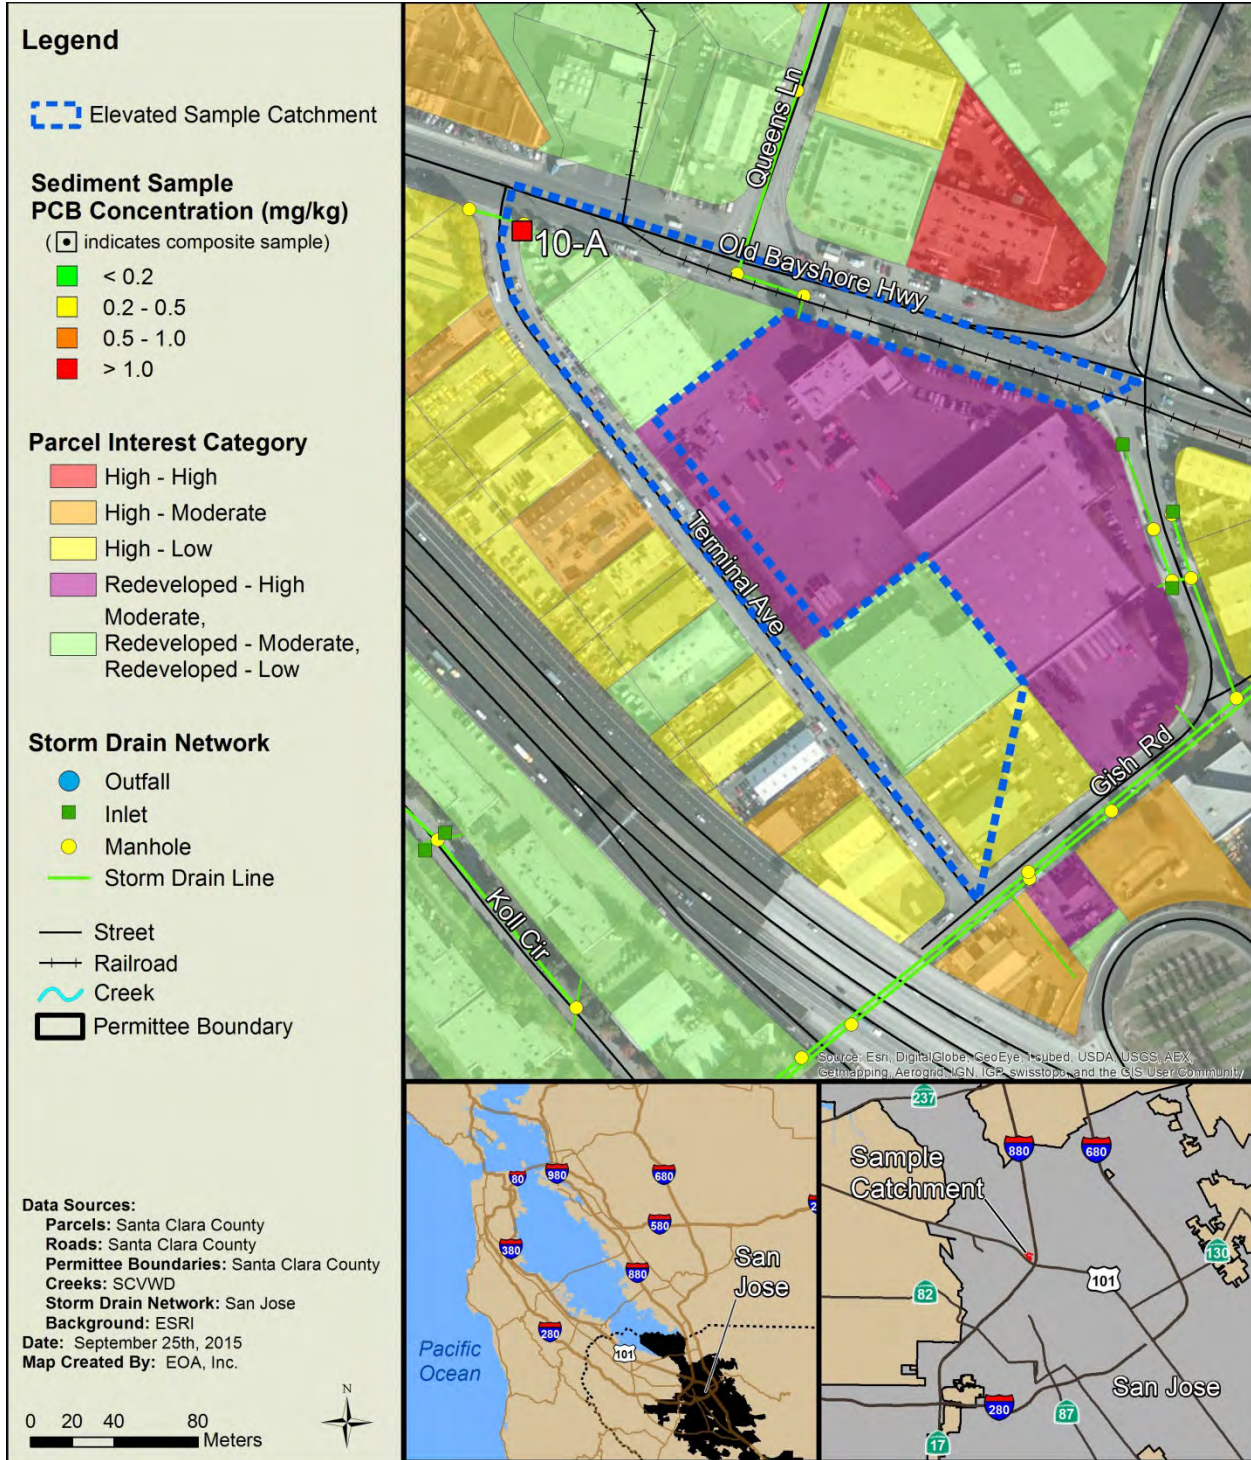 Legend
Elevated Sample Catchment
Sediment Sample
PCB Concentration (mg/kg)
( indicates composite sample)
< 0.2
0.2 - 0.5
0.5 - 1.0
> 1.0
Parcel Interest Category
High - High
High - Moderate
High - Low
Redeveloped - High
Moderate,
Redeveloped - Moderate,
Redeveloped - Low
Storm Drain Network
Outfall
Inlet
Manhole
Storm Drain Line
Street
Railroad
Creek
Permittee Boundary
Data Sources:
Parcels: Santa Clara County
Roads: Santa Clara County
Permittee Boundaries: Santa Clara County
Creeks: SCVWD
Storm Drain Network: San Jose
Background: ESRI
Date: September 25th, 2015
Map Created By: EOA, Inc.
N
0 20 40 80
Meters
Queens Ln
10-A
Old Bayshore Hwy
Terminal Ave
Gish Rd
Koll Cir
Source: Esri, DigitalGlobe, GeoEye, i-cubed, USDA, USGS, AEX,
Getmapping, Aerogrid, IGN, IGP, swisstopo, and the GIS User Community
80
980
680
580
380
880
280
101
San
Jose
Pacific
Ocean
237
880
680
Sample
Catchment
130
101
82
San Jose
280
87
17